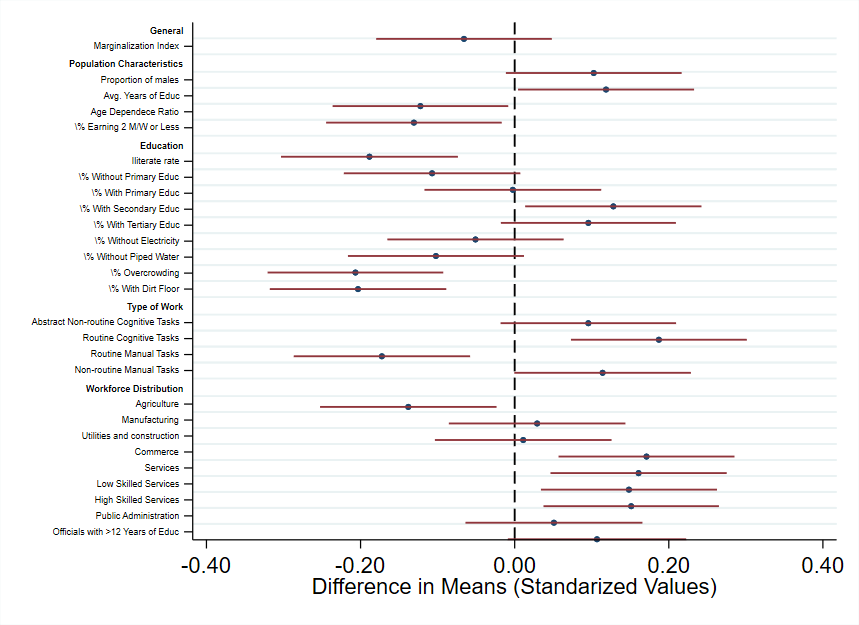 General
Marginalization Index
Population Characteristics
Proportion of males
Avg. Years of Educ
Age Dependece Ratio
\% Earning 2 M/W or Less
Education
Iliterate rate
\% Without Primary Educ
\% With Primary Educ
\% With Secondary Educ
\% With Tertiary Educ
\% Without Electricity
\% Without Piped Water
\% Overcrowding
\% With Dirt Floor
Type of Work
Abstract Non-routine Cognitive Tasks
Routine Cognitive Tasks
Routine Manual Tasks
Non-routine Manual Tasks
Workforce Distribution
Agriculture
Manufacturing
Utilities and construction
Commerce
Services
Low Skilled Services
High Skilled Services
Public Administration
Officials with >12 Years of Educ
-0.40 -0.20 0.00 0.20 0.40
Difference in Means (Standarized Values)